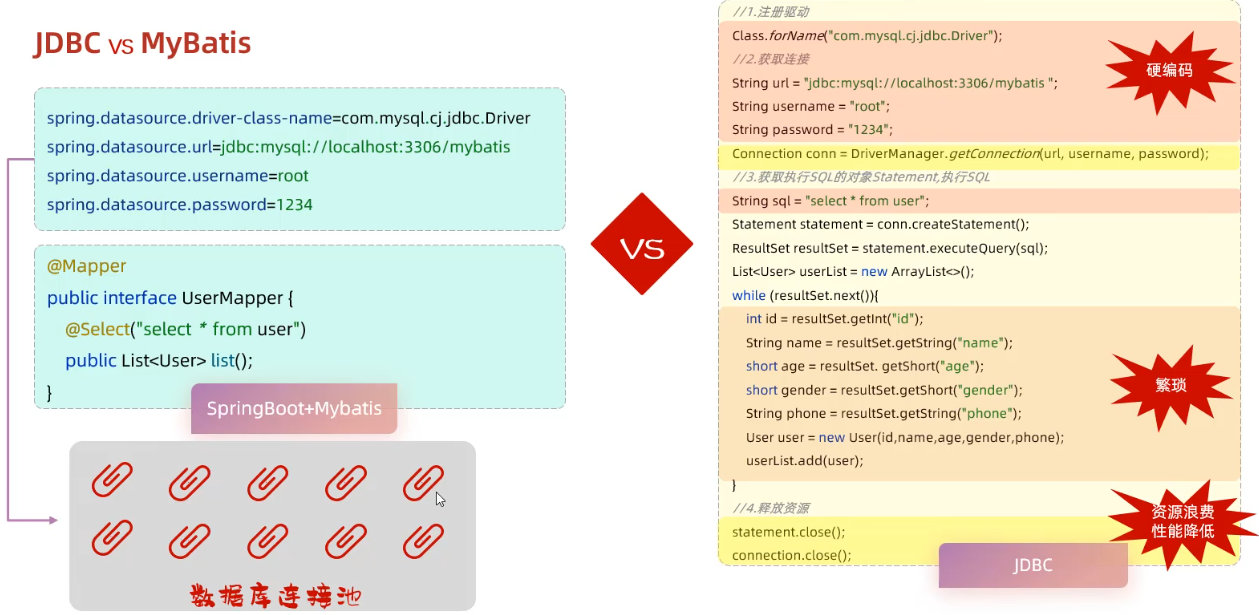 JDBC vs MyBatis
spring.datasource.driver-class-name=com.mysql.cj.jdbc.Driver
spring.datasource.url=jdbc:mysql://localhost:3306/mybatis
spring.datasource.username=root
spring.datasource.password=1234
@Mapper
public interface UserMapper {
@Select("select * from user")
public List<User> list();
}
SpringBoot+Mybatis
数据库连接池
VS
//1.注册驱动
Class.forName("com.mysql.cj.jdbc.Driver");
//2.获取连接
String url = "jdbc:mysql://localhost:3306/mybatis ";
String username = "root";
String password = "1234";
硬编码
Connection conn = DriverManager.getConnection(url, username, password);
//3.获取执行SQL的对象Statement,执行SQL
String sql = "select * from user";
Statement statement = conn.createStatement();
ResultSet resultSet = statement.executeQuery(sql);
List<User> userList = new ArrayList<>();
while (resultSet.next()){
int id = resultSet.getInt("id");
String name = resultSet.getString("name");
short age = resultSet. getShort("age");
short gender = resultSet.getShort("gender");
String phone = resultSet.getString("phone");
User user = new User(id,name,age,gender,phone);
userList.add(user);
繁琐
}
//4.释放资源
statement.close();
connection.close();
资源浪费
性能降低
JDBC